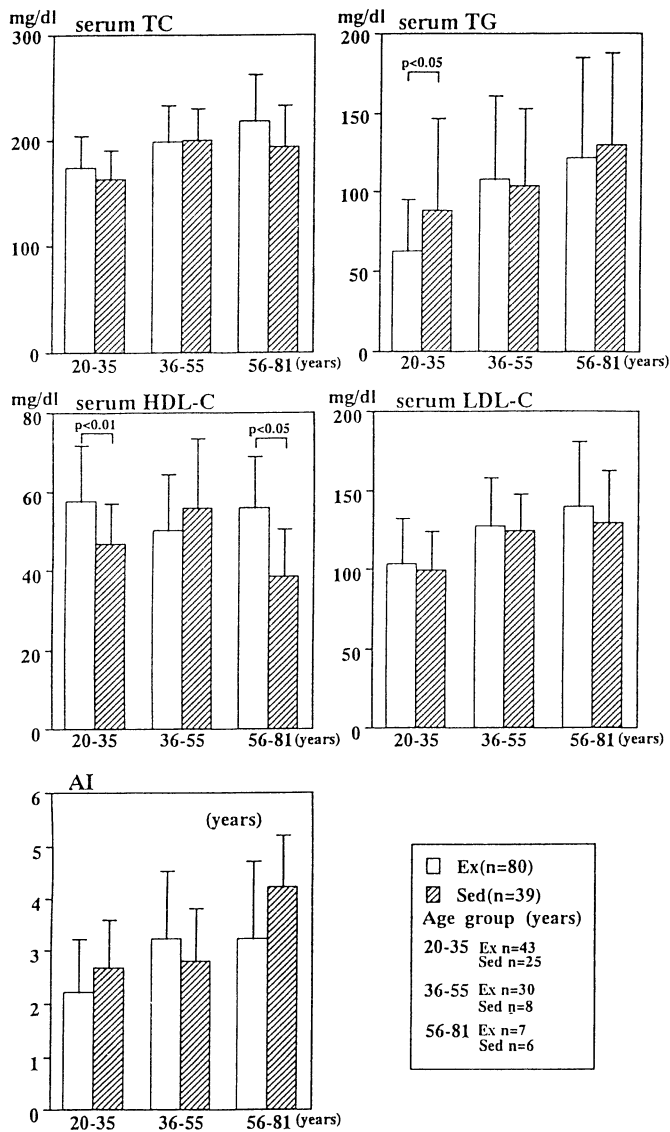 mg/dl serum TC
300
200
100
0
20-35 36-55 56-81 (years)
mg/dl serum TG
200
150
100
50
0
p<0.05
20-35 36-55 56-81 (years)
mg/dl serum HDL-C
80
60
40
20
0
p<0.01
p<0.05
20-35 36-55 56-81 (years)
mg/dl serum LDL-C
200
150
100
50
0
20-35 36-55 56-81 (years)
AI
6
5
4
3
2
1
0
(years)
20-35 36-55 56-81 (years)
Ex(n=80)
Sed(n=39)
Age group (years)
20-35 Ex n=43
Sed n=25
36-55 Ex n=30
Sed n=8
56-81 Ex n=7
Sed n=6